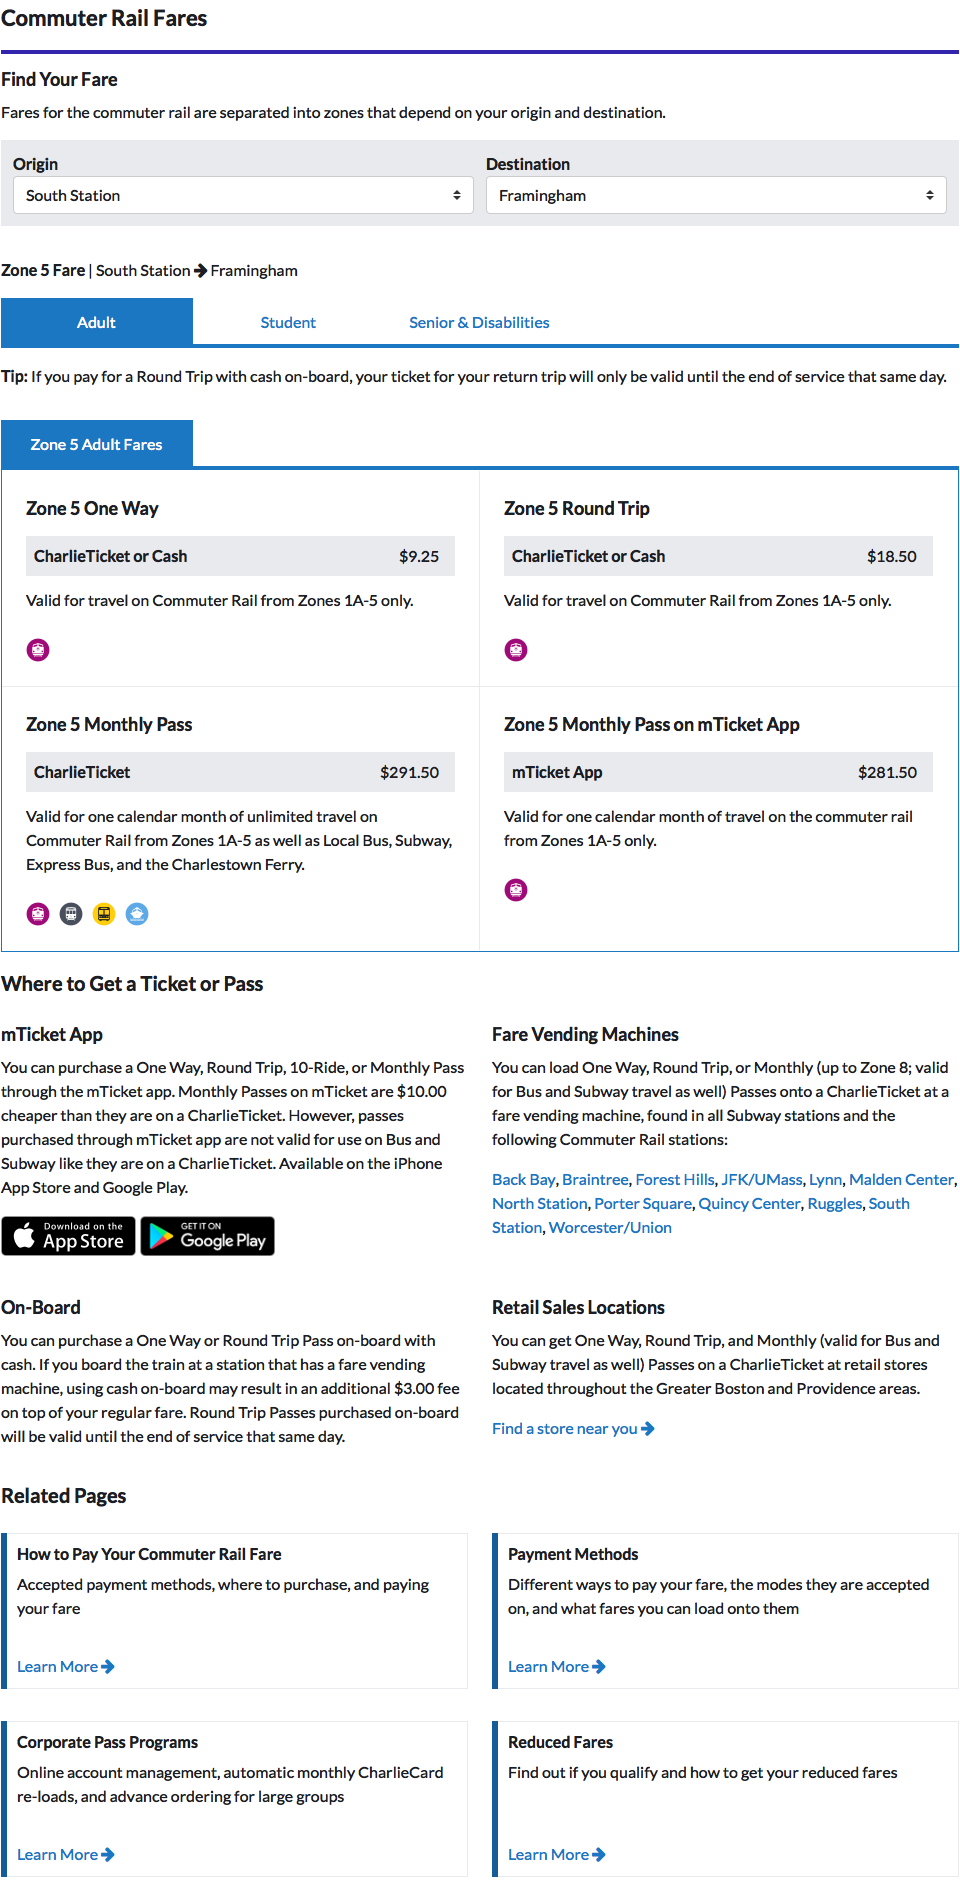 Commuter Rail Fares
Find Your Fare
Fares for the commuter rail are separated into zones that depend on your origin and destination.
Origin
South Station
Destination
Framingham
Zone 5 Fare | South Station → Framingham
Adult
Student
Senior & Disabilities
Tip: If you pay for a Round Trip with cash on-board, your ticket for your return trip will only be valid until the end of service that same day.
Zone 5 Adult Fares
Zone 5 One Way
CharlieTicket or Cash $9.25
Valid for travel on Commuter Rail from Zones 1A-5 only.
Zone 5 Round Trip
CharlieTicket or Cash $18.50
Valid for travel on Commuter Rail from Zones 1A-5 only.
Zone 5 Monthly Pass
CharlieTicket $291.50
Valid for one calendar month of unlimited travel on
Commuter Rail from Zones 1A-5 as well as Local Bus, Subway,
Express Bus, and the Charlestown Ferry.
Zone 5 Monthly Pass on mTicket App
mTicket App $281.50
Valid for one calendar month of travel on the commuter rail
from Zones 1A-5 only.
Where to Get a Ticket or Pass
mTicket App
You can purchase a One Way, Round Trip, 10-Ride, or Monthly Pass
through the mTicket app. Monthly Passes on mTicket are $10.00
cheaper than they are on a CharlieTicket. However, passes
purchased through mTicket app are not valid for use on Bus and
Subway like they are on a CharlieTicket. Available on the iPhone
App Store and Google Play.
Download on the
App Store
GET IT ON
Google Play
Fare Vending Machines
You can load One Way, Round Trip, or Monthly (up to Zone 8; valid
for Bus and Subway travel as well) Passes onto a CharlieTicket at a
fare vending machine, found in all Subway stations and the
following Commuter Rail stations:
Back Bay, Braintree, Forest Hills, JFK/UMass, Lynn, Malden Center,
North Station, Porter Square, Quincy Center, Ruggles, South
Station, Worcester/Union
On-Board
You can purchase a One Way or Round Trip Pass on-board with
cash. If you board the train at a station that has a fare vending
machine, using cash on-board may result in an additional $3.00 fee
on top of your regular fare. Round Trip Passes purchased on-board
will be valid until the end of service that same day.
Retail Sales Locations
You can get One Way, Round Trip, and Monthly (valid for Bus and
Subway travel as well) Passes on a CharlieTicket at retail stores
located throughout the Greater Boston and Providence areas.
Find a store near you →
Related Pages
How to Pay Your Commuter Rail Fare
Accepted payment methods, where to purchase, and paying
your fare
Learn More →
Payment Methods
Different ways to pay your fare, the modes they are accepted
on, and what fares you can load onto them
Learn More →
Corporate Pass Programs
Online account management, automatic monthly CharlieCard
re-loads, and advance ordering for large groups
Learn More →
Reduced Fares
Find out if you qualify and how to get your reduced fares
Learn More →